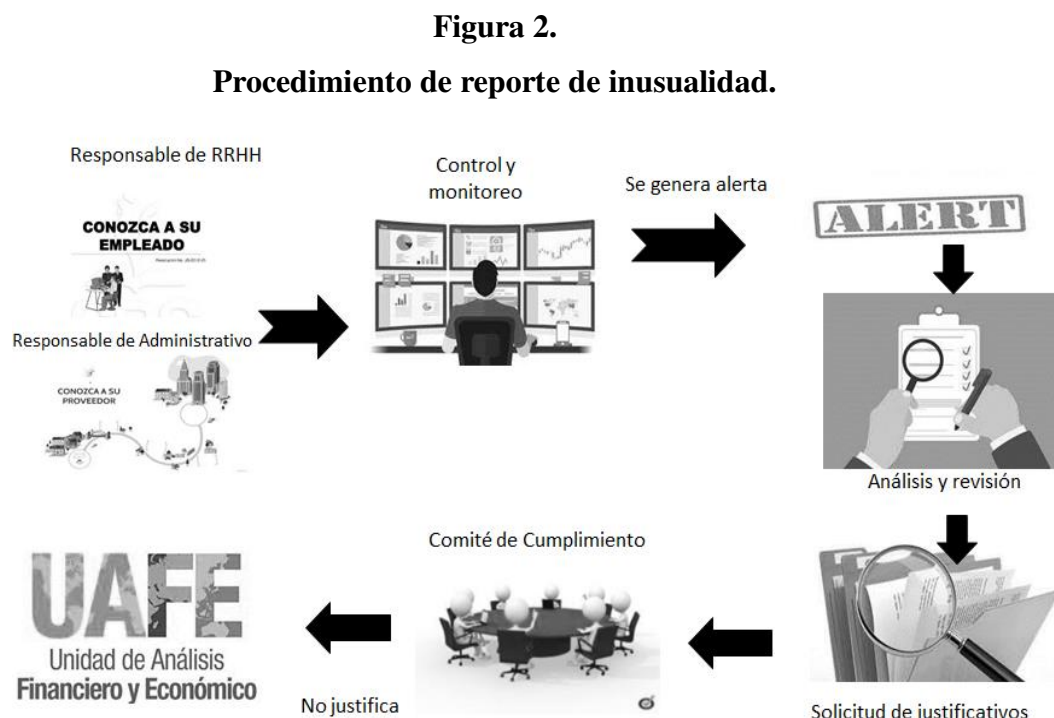 Figura 2.
Procedimiento de reporte de inusualidad.
Responsable de RRHH
CONOZCA A SU
EMPLEADO
Responsable de Administrativo
CONOZCA A SU
PROVEEDOR
Control y
monitoreo
Se genera alerta
ALERT
Análisis y revisión
Solicitud de justificativos
Comité de Cumplimiento
No justifica
UAFE
Unidad de Análisis
Financiero y Económico